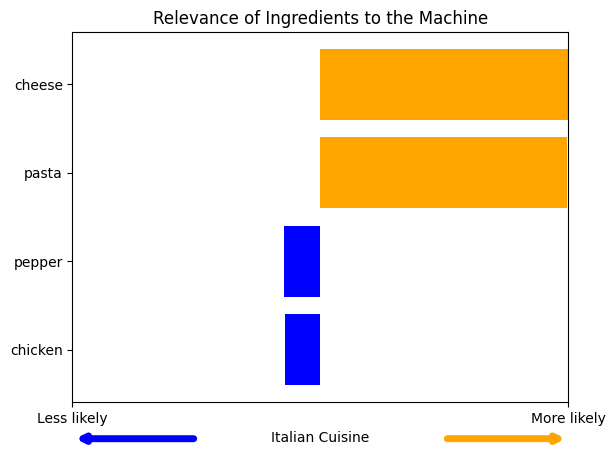 Relevance of Ingredients to the Machine
cheese
pasta
pepper
chicken
Less likely
More likely
Italian Cuisine